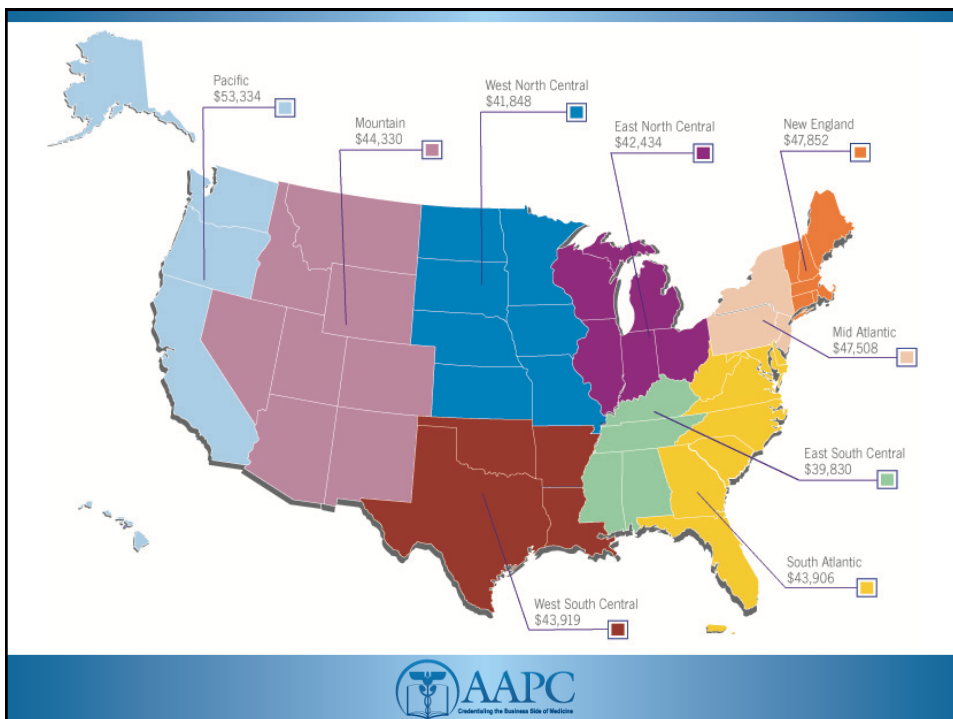 Pacific
$53,334
Mountain
$44,330
West North Central
$41,848
East North Central
$42,434
New England
$47,852
Mid Atlantic
$47,508
East South Central
$39,830
South Atlantic
$43,906
West South Central
$43,919
AAPC
Credentialing the Business Side of Medicine